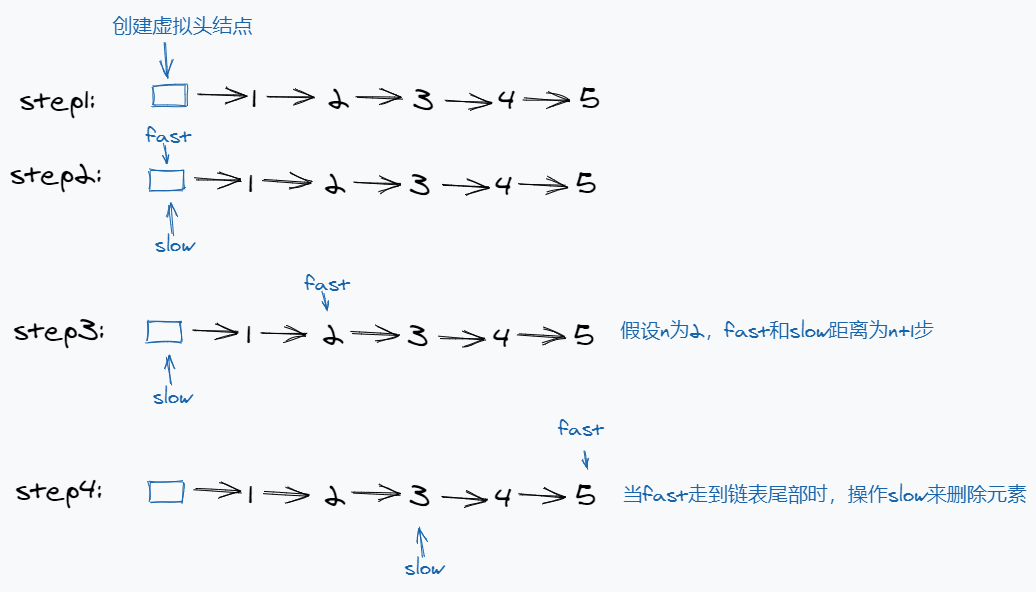 创建虚拟头结点
step1: 1 2 3 4 5
fast
step2: 1 2 3 4 5
slow
fast
step3: 1 2 3 4 5 假设n为2，fast和slow距离为n+1步
slow
fast
step4: 1 2 3 4 5 当fast走到链表尾部时，操作slow来删除元素
slow